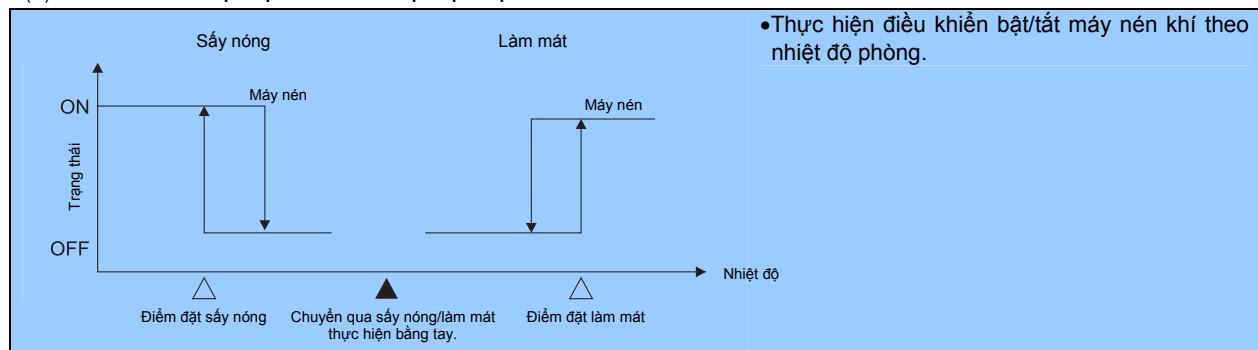 Sấy nóng
Làm mát
ON
Máy nén
Máy nén
Trạng thái
OFF
Nhiệt độ
Điểm đặt sấy nóng
Chuyển qua sấy nóng/làm mát
thực hiện bằng tay.
Điểm đặt làm mát
•Thực hiện điều khiển bật/tắt máy nén khí theo
nhiệt độ phòng.